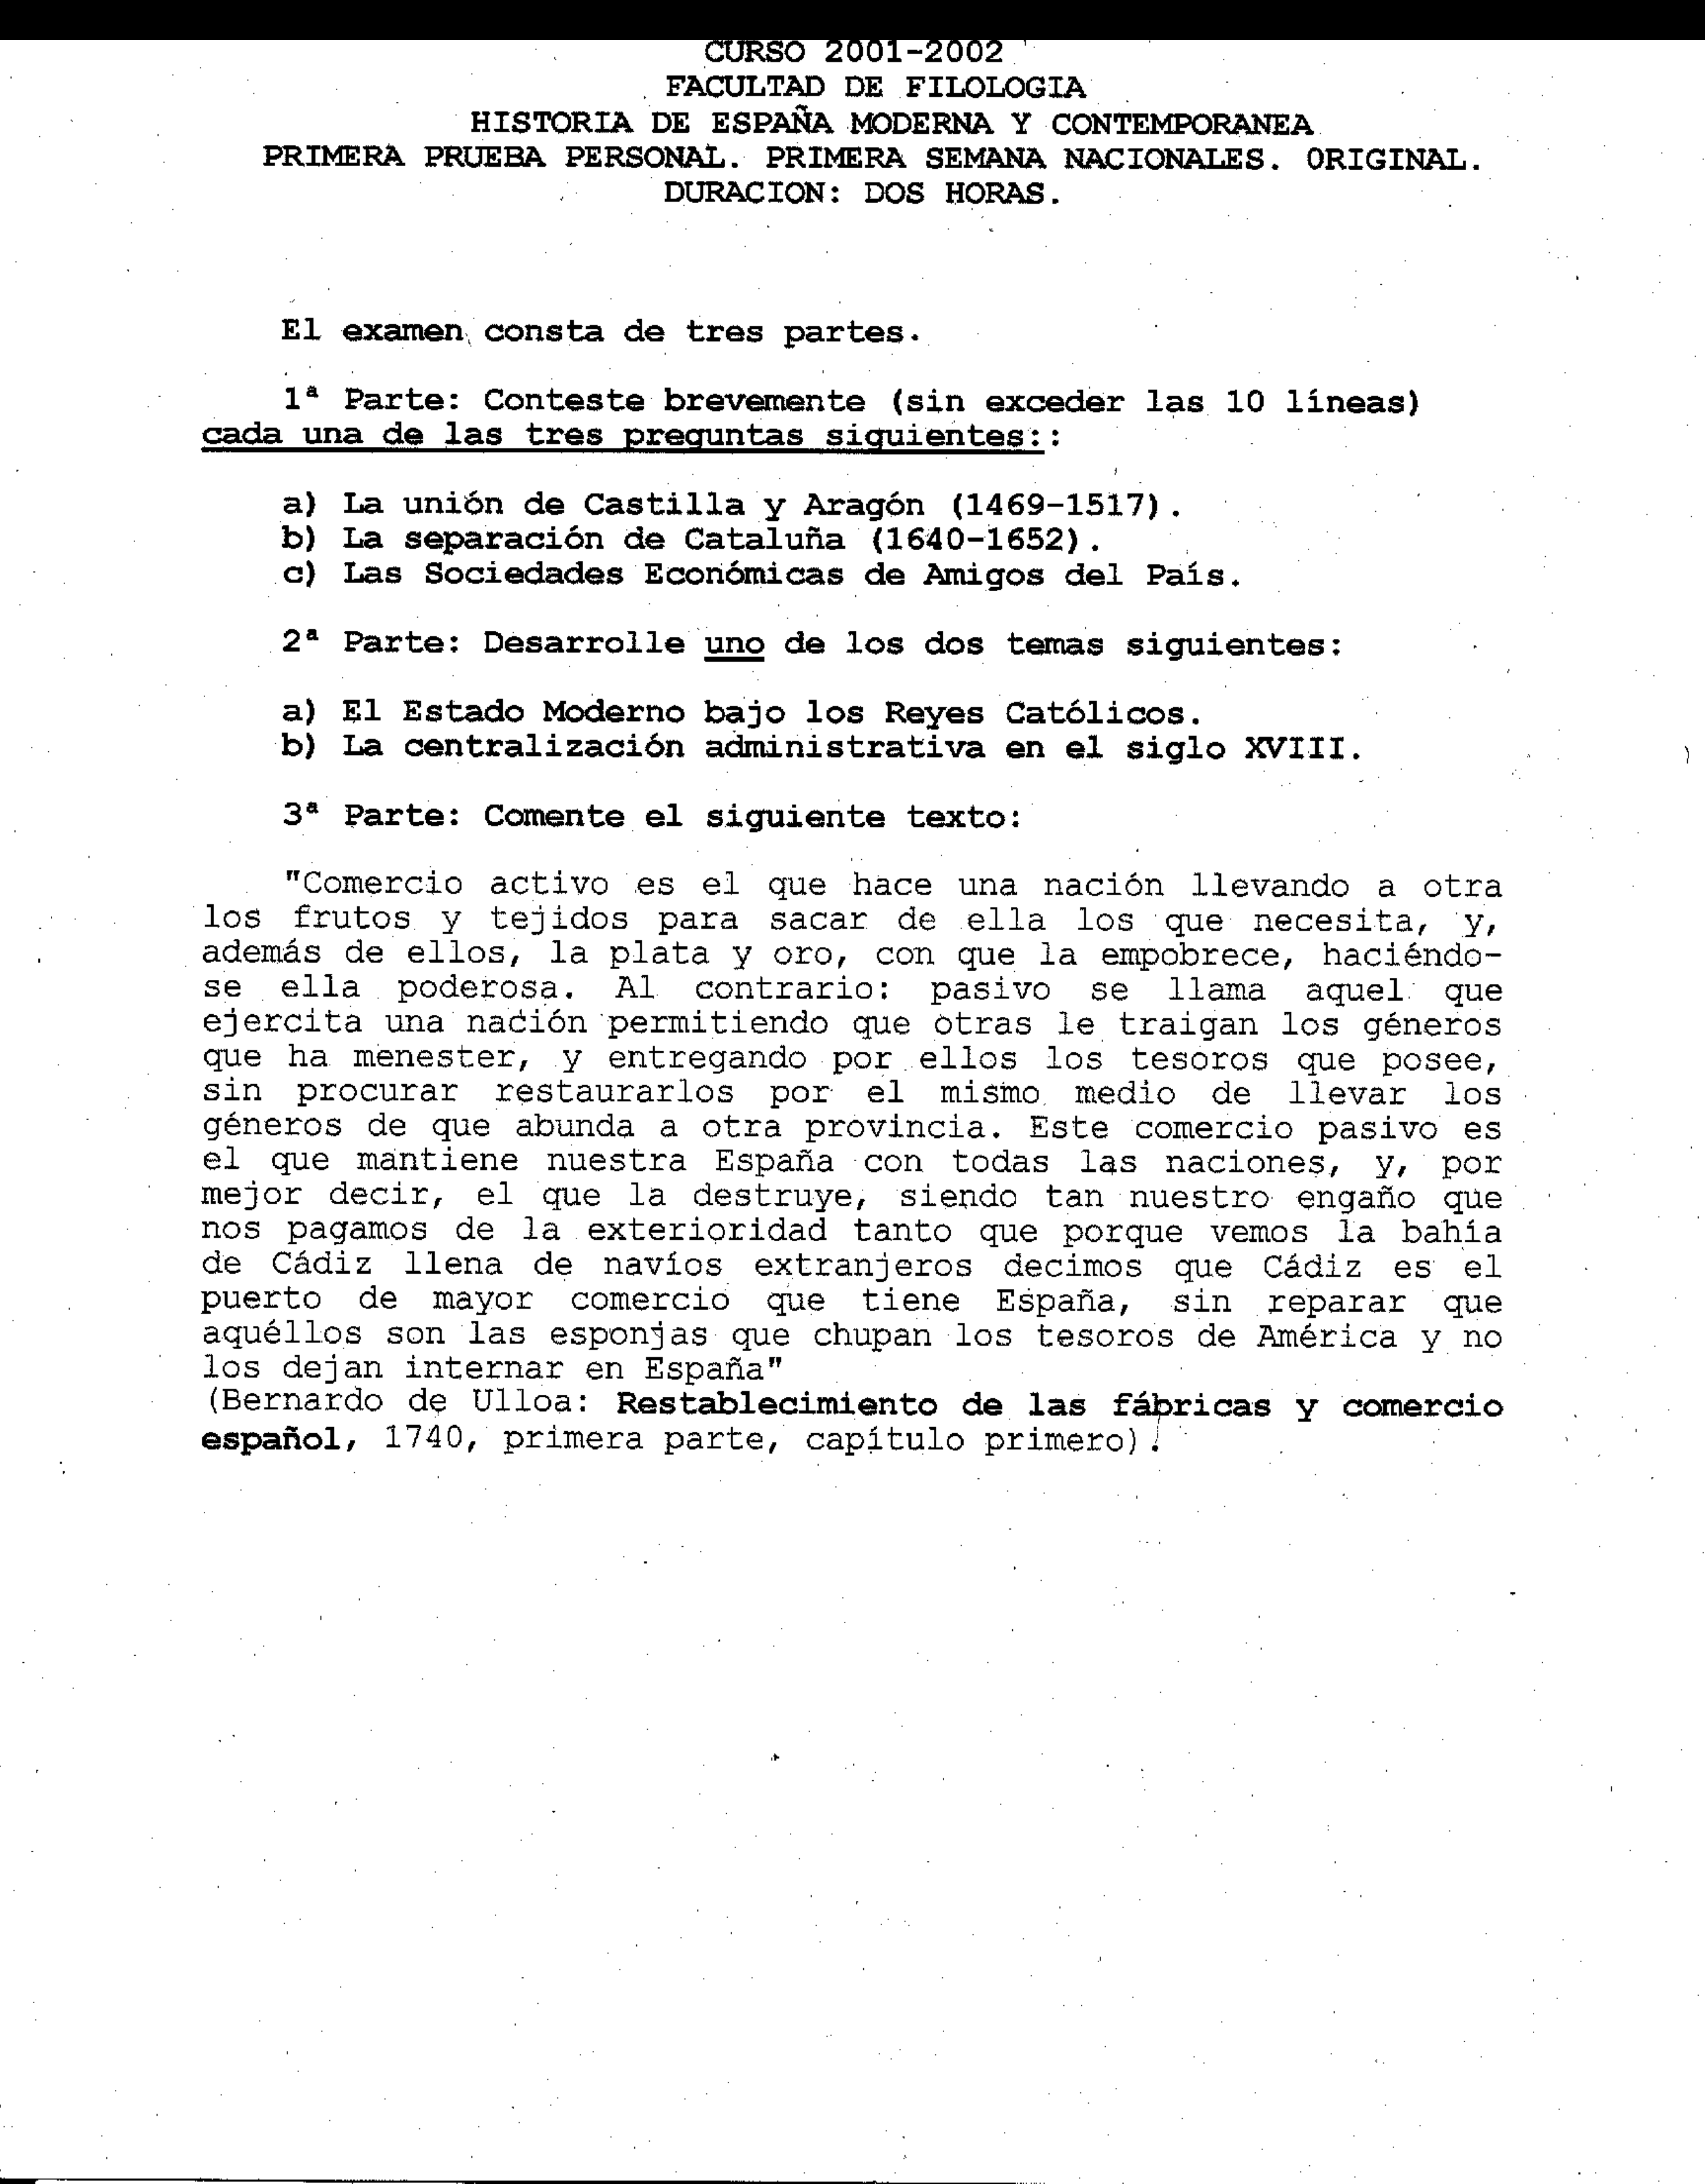 CURSO 2001-2002
FACULTAD DE FILOLOGIA
HISTORIA DE ESPAÑA MODERNA Y CONTEMPORANEA
PRIMERA PRUEBA PERSONAL. PRIMERA SEMANA NACIONALES. ORIGINAL.
DURACION: DOS HORAS.
El examen consta de tres partes.
1ª Parte: Conteste brevemente (sin exceder las 10 líneas)
cada una de las tres preguntas siguientes::
a) La unión de Castilla y Aragón (1469-1517).
b) La separación de Cataluña (1640-1652).
c) Las Sociedades Económicas de Amigos del País.
2ª Parte: Desarrolle uno de los dos temas siguientes:
a) El Estado Moderno bajo los Reyes Católicos.
b) La centralización administrativa en el siglo XVIII.
3ª Parte: Comente el siguiente texto:
"Comercio activo es el que hace una nación llevando a otra
los frutos y tejidos para sacar de ella los que necesita, y,
además de ellos, la plata y oro, con que la empobrece, haciéndo-
se ella poderosa. Al contrario: pasivo se llama aquel que
ejercita una nación permitiendo que otras le traigan los géneros
que ha menester, y entregando por ellos los tesoros que posee,
sin procurar restaurarlos por el mismo medio de llevar los
géneros de que abunda a otra provincia. Este comercio pasivo es
el que mantiene nuestra España con todas las naciones, y, por
mejor decir, el que la destruye, siendo tan nuestro engaño que
nos pagamos de la exterioridad tanto que porque vemos la bahía
de Cádiz llena de navíos extranjeros decimos que Cádiz es el
puerto de mayor comercio que tiene España, sin reparar que
aquéllos son las esponjas que chupan los tesoros de América y no
los dejan internar en España"
(Bernardo de Ulloa: Restablecimiento de las fábricas y comercio
español, 1740, primera parte, capítulo primero).